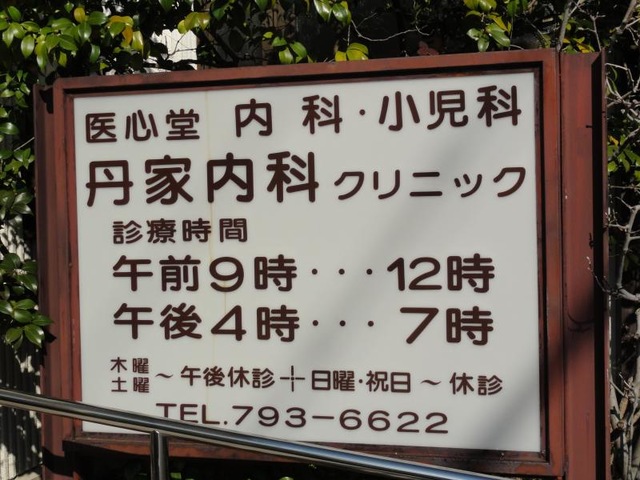 医心堂 内科・小児科
丹家内科クリニック
診療時間
午前9時・・・12時
午後4時・・・7時
木曜
土曜 ~午後休診+日曜・祝日~休診
TEL.793-6622